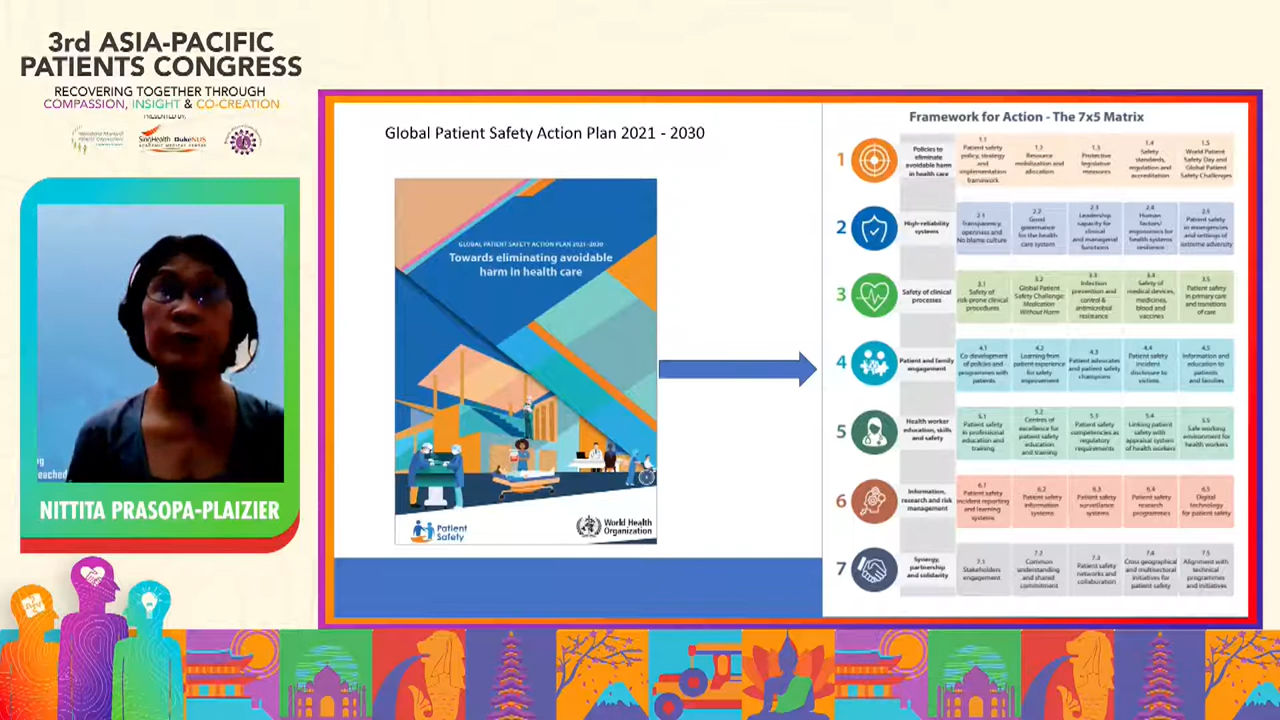 3rd ASIA-PACIFIC
PATIENTS CONGRESS
RECOVERING TOGETHER THROUGH
COMPASSION, INSIGHT & CO-CREATION
PRESENTED BY:
SingHealth DukeNUS
ACADEMIC MEDICAL CENTRE
eached
NITTITA PRASOPA-PLAIZIER
Global Patient Safety Action Plan 2021 - 2030
GLOBAL PATIENT SAFETY ACTION PLAN 2021-2030
Towards eliminating avoidable
harm in health care
Patient
Safety
World Health
Organization
Framework for Action - The 7x5 Matrix
1
Policies to
eliminate
avoidable harm
in health care
1.1
Patient safety
policy, strategy
and
implementation
framework
1.2
Resource
mobilization and
allocation
1.3
Protective
legislative
measures
1.4
Safety
standards,
regulation and
accreditation
1.5
World Patient
Safety Day and
Global Patient
Safety Challenges
2
High-reliability
systems
2.1
Transparency,
openness and
No blame culture
2.2
Good
governance
for the health
care system
2.3
Leadership
capacity for
clinical
and managerial
functions
2.4
Human
factors/
ergonomics for
health systems
resilience
2.5
Patient safety
in emergencies
and settings of
extreme adversity
3
Safety of clinical
processes
3.1
Safety of
risk-prone clinical
procedures
3.2
Global Patient
Safety Challenge:
Medication
Without Harm
3.3
Infection
prevention and
control &
antimicrobial
resistance
3.4
Safety of
medical devices,
medicines,
blood and
vaccines
3.5
Patient safety
in primary care
and transitions
of care
4
Patient and family
engagement
4.1
Co-development
of policies and
programmes with
patients
4.2
Learning from
patient experience
for safety
improvement
4.3
Patient advocates
and patient safety
champions
4.4
Patient safety
incident
disclosure to
victims
4.5
Information and
education to
patients
and families
5
Health worker
education, skills
and safety
5.1
Patient safety
in professional
education and
training
5.2
Centres of
excellence for
patient safety
education
and training
5.3
Patient safety
competencies as
regulatory
requirements
5.4
Linking patient
safety with
appraisal system
of health workers
5.5
Safe working
environment for
health workers
6
Information,
research and risk
management
6.1
Patient safety
incident reporting
and learning
systems
6.2
Patient safety
information
systems
6.3
Patient safety
surveillance
systems
6.4
Patient safety
research
programmes
6.5
Digital
technology
for patient safety
7
Synergy,
partnership
and solidarity
7.1
Stakeholders
engagement
7.2
Common
understanding
and shared
commitment
7.3
Patient safety
networks and
collaboration
7.4
Cross geographical
and multisectoral
initiatives for
patient safety
7.5
Alignment with
technical
programmes
and initiatives